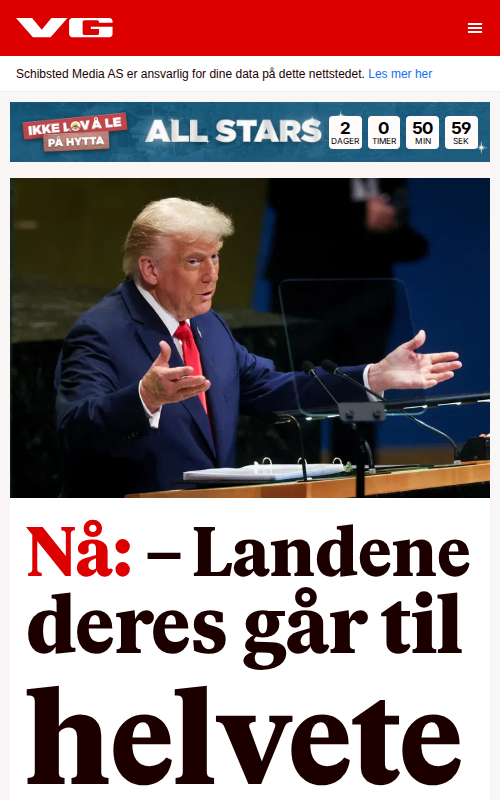 VG
Schibsted Media AS er ansvarlig for dine data på dette nettstedet. Les mer her
IKKE LOV Å LE
PÅ HYTTA
ALL STARS
2 0 50 59
DAGER TIMER MIN SEK
Nå: – Landene
deres går til
helvete